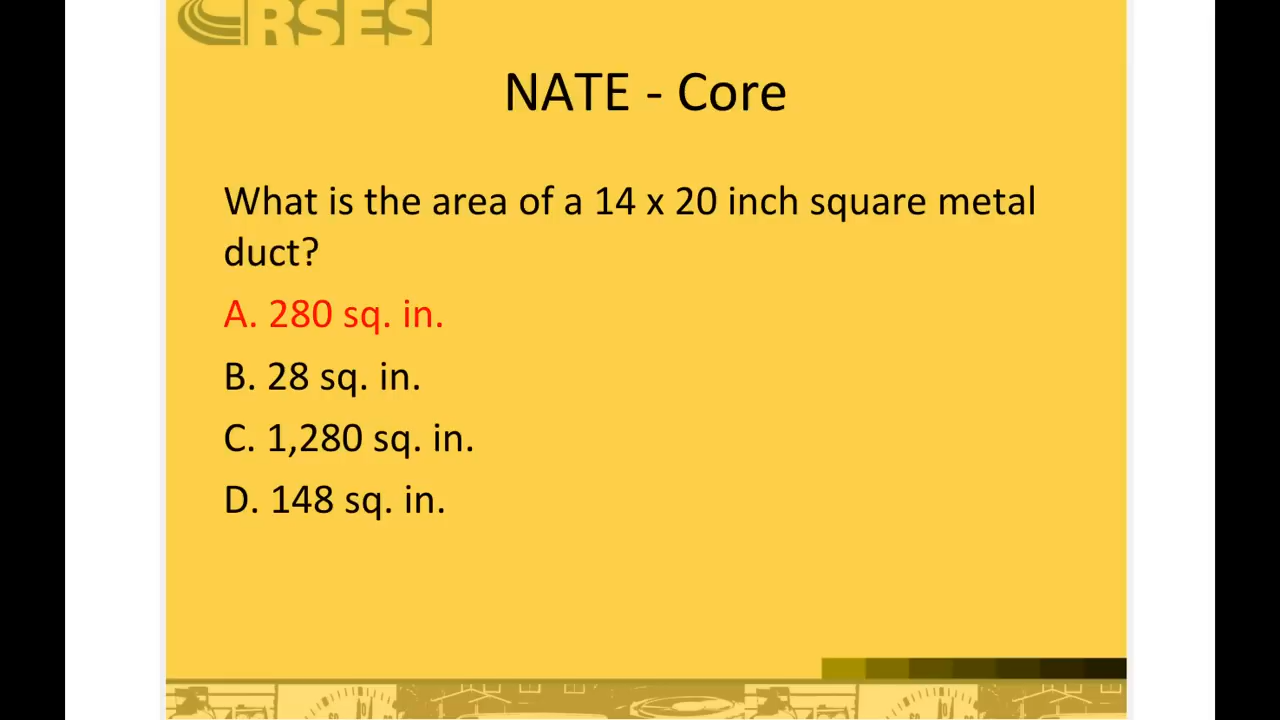 RSES
NATE - Core
What is the area of a 14 x 20 inch square metal
duct?
A. 280 sq. in.
B. 28 sq. in.
C. 1,280 sq. in.
D. 148 sq. in.